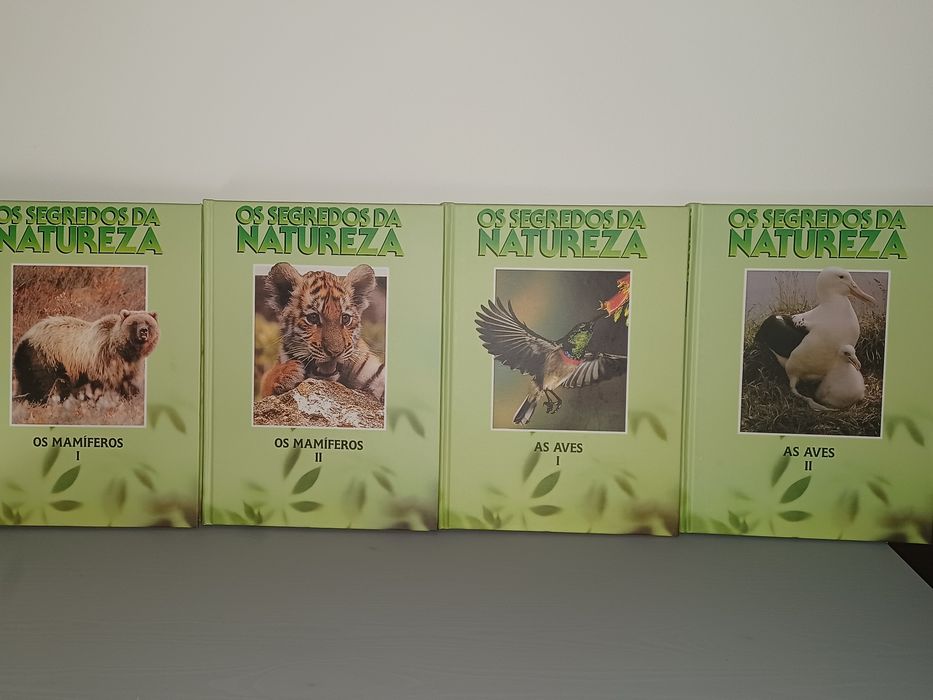 OS SEGREDOS DA
NATUREZA
OS MAMÍFEROS
I
OS SEGREDOS DA
NATUREZA
OS MAMÍFEROS
II
OS SEGREDOS DA
NATUREZA
AS AVES
I
OS SEGREDOS DA
NATUREZA
AS AVES
II